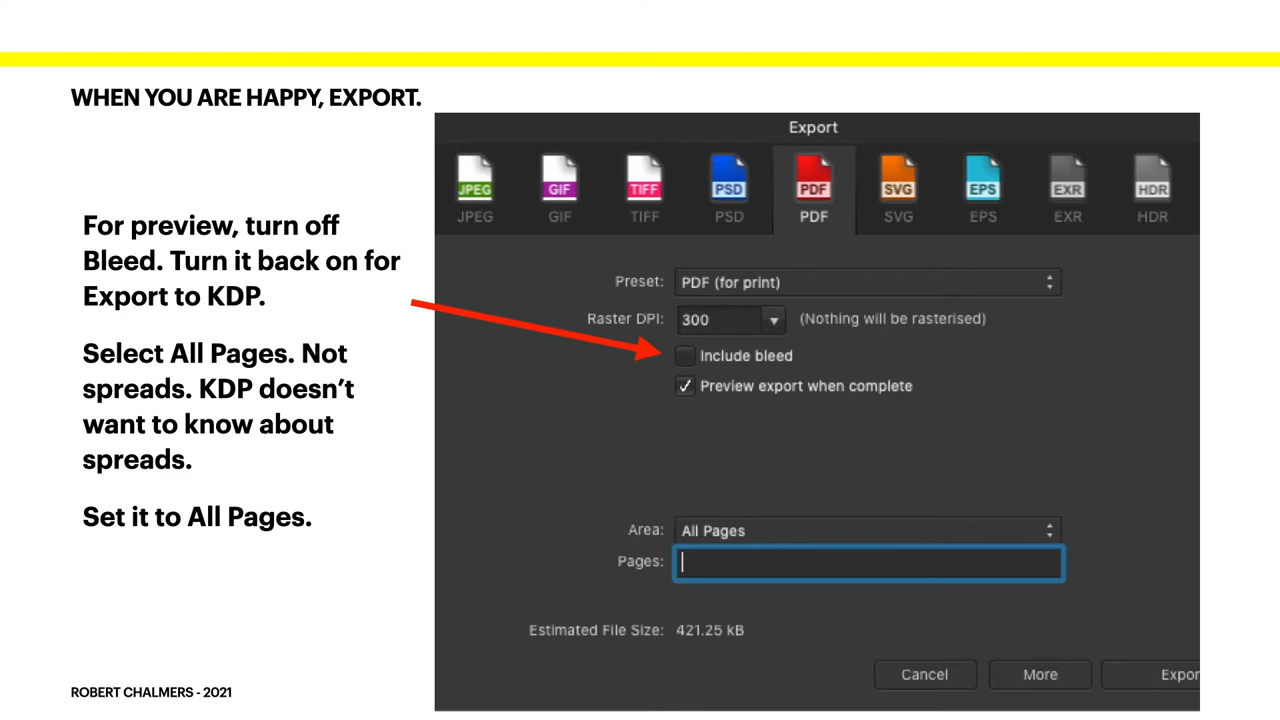 WHEN YOU ARE HAPPY, EXPORT.
For preview, turn off
Bleed. Turn it back on for
Export to KDP.
Select All Pages. Not
spreads. KDP doesn’t
want to know about
spreads.
Set it to All Pages.
Export
JPEG GIF TIFF PSD PDF SVG EPS EXR HDR
JPEG GIF TIFF PSD PDF SVG EPS EXR HDR
Preset: PDF (for print)
Raster DPI: 300 (Nothing will be rasterised)
Include bleed
Preview export when complete
Area: All Pages
Pages:
Estimated File Size: 421.25 kB
Cancel More Expor
ROBERT CHALMERS - 2021